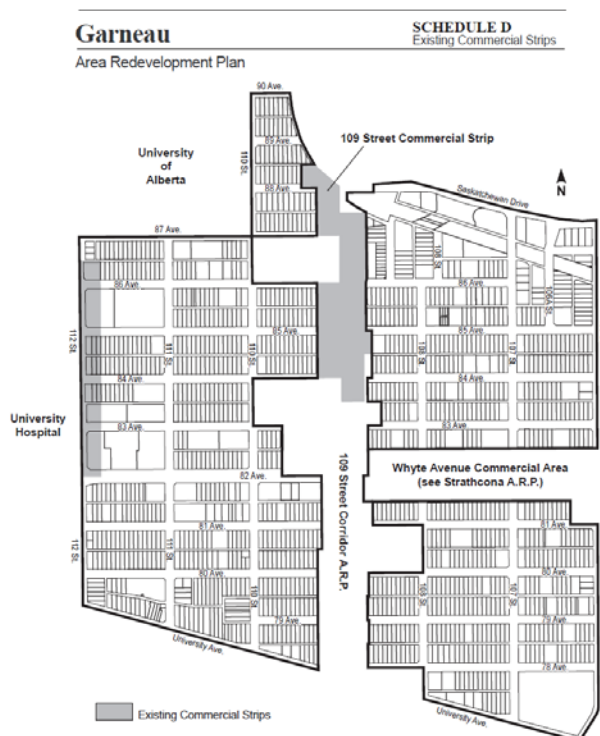 Garneau
SCHEDULE D
Existing Commercial Strips
Area Redevelopment Plan
90 Ave.
109 Street Commercial Strip
University
of
Alberta
89 Ave.
110 St.
88 Ave.
N
Saskatchewan Drive
87 Ave.
108 St
86 Ave.
86 Ave.
106A St.
112 St.
111 St.
110 St.
85 Ave.
85 Ave.
108 St.
107 St.
84 Ave.
84 Ave.
University
Hospital
83 Ave.
83 Ave.
82 Ave.
Whyte Avenue Commercial Area
(see Strathcona A.R.P.)
109 Street Corridor A.R.P.
81 Ave.
81 Ave.
112 St.
111 St.
80 Ave.
80 Ave.
110 St
108 St
107 St
79 Ave.
79 Ave.
University Ave.
78 Ave.
University Ave.
Existing Commercial Strips